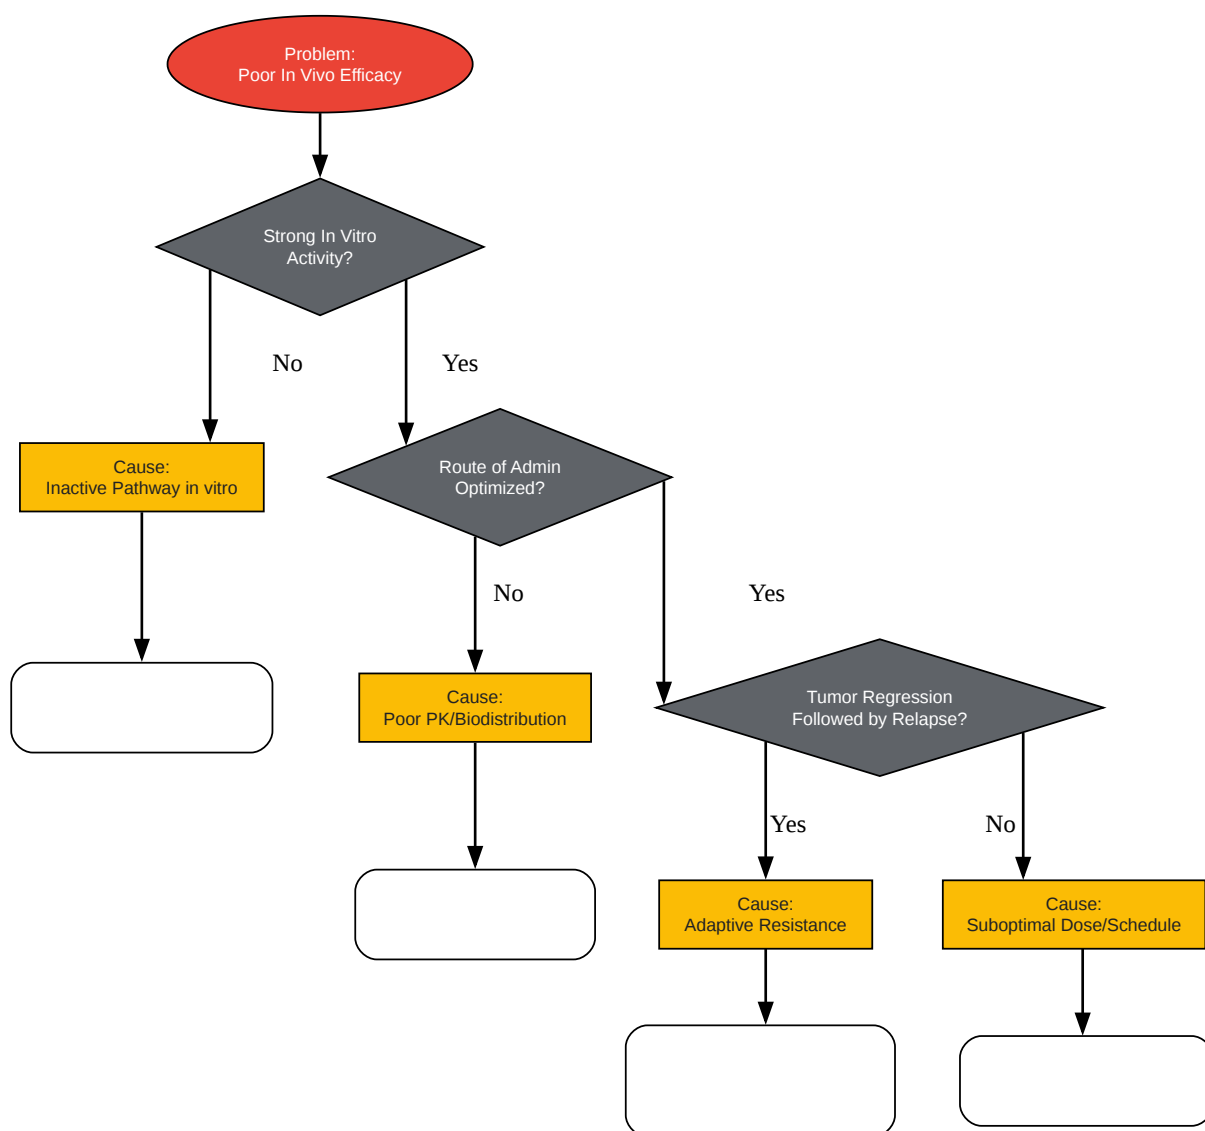 Problem:
Poor In Vivo Efficacy
Strong In Vitro
Activity?
No
Yes
Cause:
Inactive Pathway in vitro
Route of Admin
Optimized?
No
Yes
Cause:
Poor PK/Biodistribution
Tumor Regression
Followed by Relapse?
Yes
No
Cause:
Adaptive Resistance
Cause:
Suboptimal Dose/Schedule